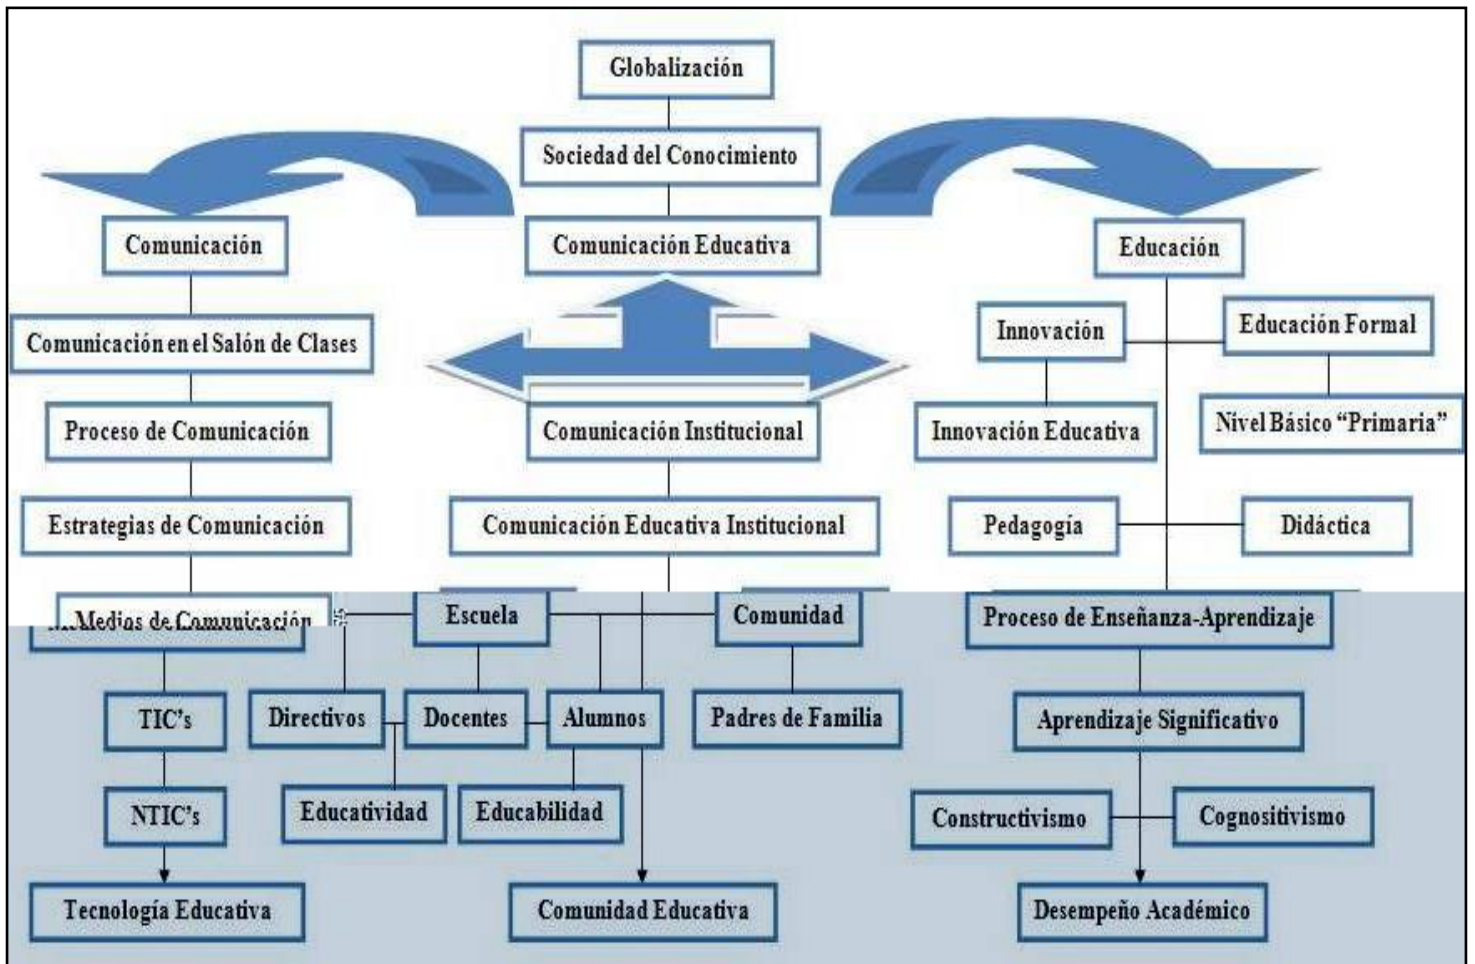 Globalización
Sociedad del Conocimiento
Comunicación
Comunicación Educativa
Educación
Comunicación en el Salón de Clases
Innovación
Educación Formal
Proceso de Comunicación
Comunicación Institucional
Innovación Educativa
Nivel Básico “Primaria”
Estrategias de Comunicación
Comunicación Educativa Institucional
Pedagogía
Didáctica
Medios de Comunicación
Escuela
Comunidad
Proceso de Enseñanza-Aprendizaje
TIC’s
Directivos
Docentes
Alumnos
Padres de Familia
Aprendizaje Significativo
NTIC’s
Educatividad
Educabilidad
Constructivismo
Cognositivismo
Tecnología Educativa
Comunidad Educativa
Desempeño Académico